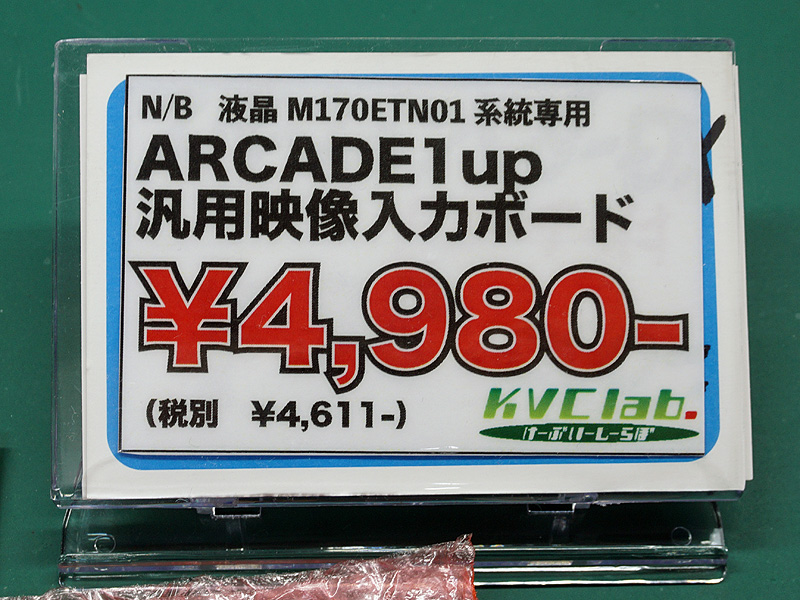 N/B 液晶 M170ETN01 系統専用
ARCADE1up
汎用映像入力ボード
¥4,980-
(税別 ¥4,611-)
KVClab.
けーぶいーしーらぼ